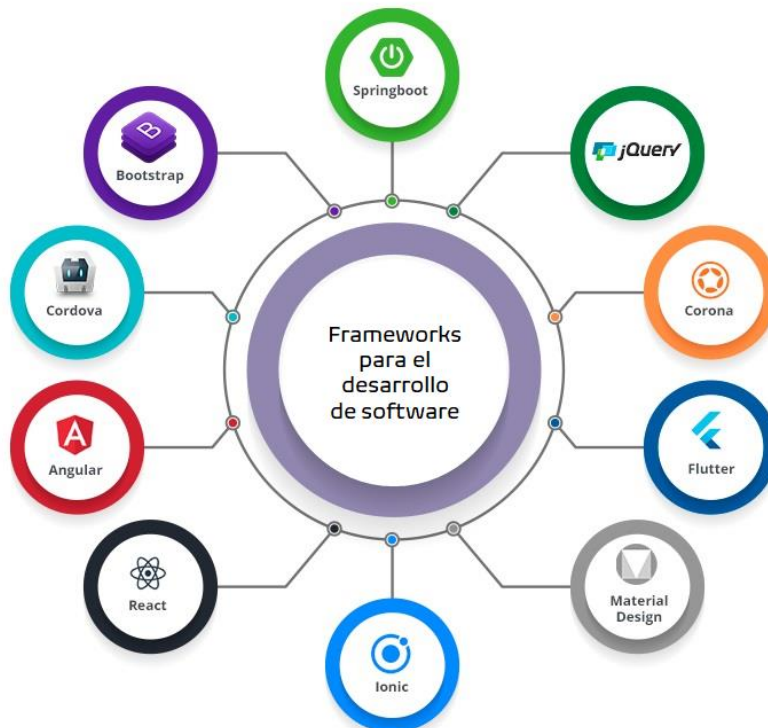 Springboot
jQuery
Corona
Flutter
Material
Design
Ionic
React
Angular
Cordova
B
Bootstrap
Frameworks
para el
desarrollo
de software